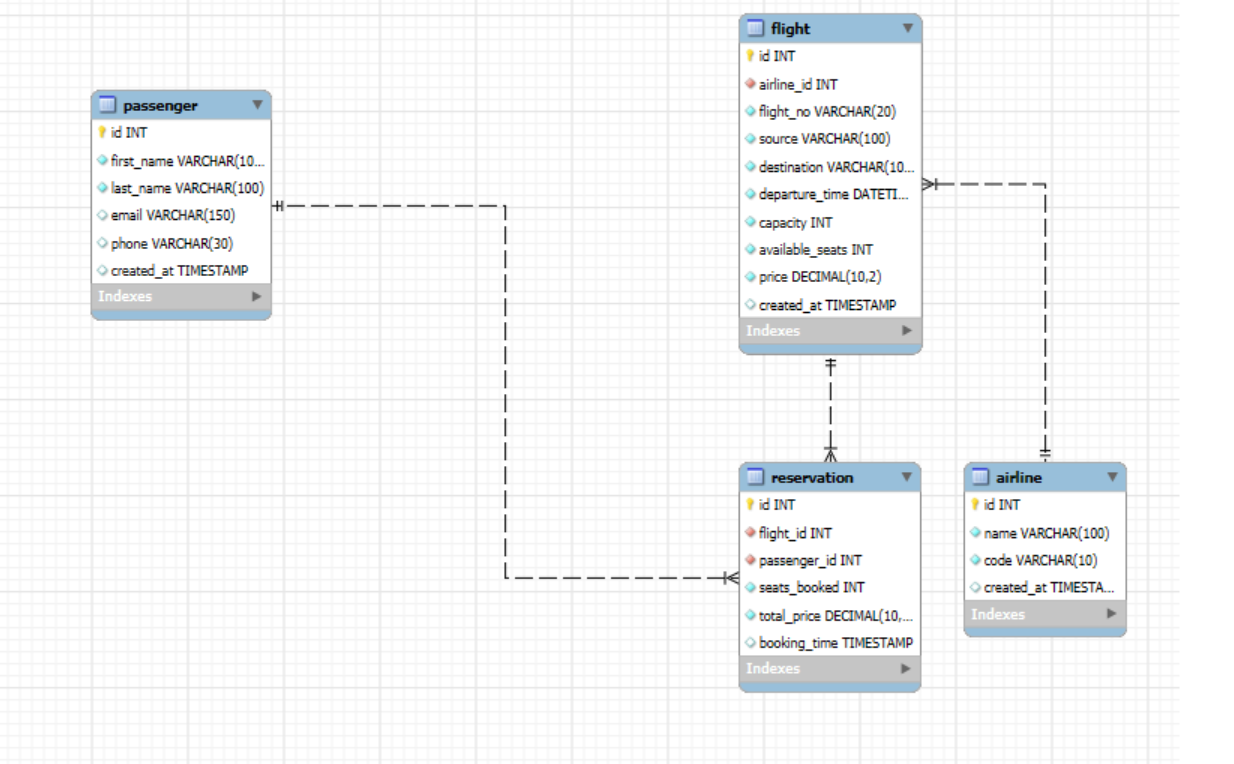 passenger
id INT
first_name VARCHAR(10...
last_name VARCHAR(100)
email VARCHAR(150)
phone VARCHAR(30)
created_at TIMESTAMP
Indexes
flight
id INT
airline_id INT
flight_no VARCHAR(20)
source VARCHAR(100)
destination VARCHAR(10...
departure_time DATETI...
capacity INT
available_seats INT
price DECIMAL(10,2)
created_at TIMESTAMP
Indexes
reservation
id INT
flight_id INT
passenger_id INT
seats_booked INT
total_price DECIMAL(10,...
booking_time TIMESTAMP
Indexes
airline
id INT
name VARCHAR(100)
code VARCHAR(10)
created_at TIMESTA...
Indexes